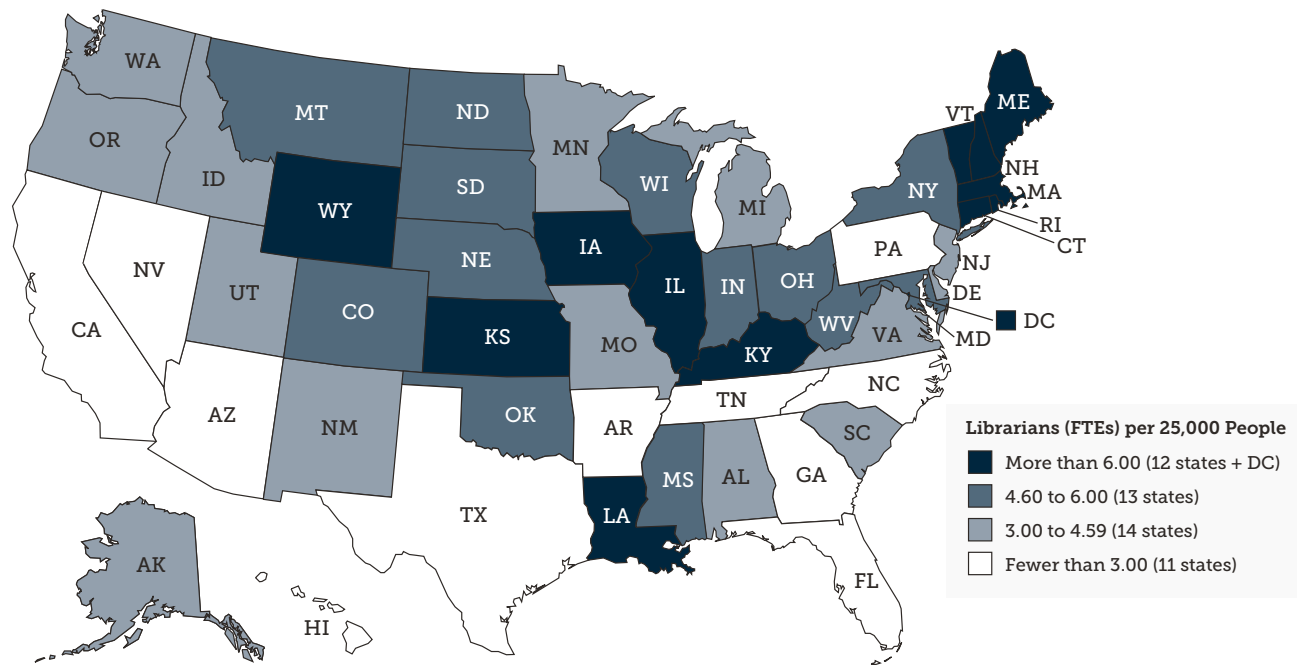 WA
MT
ND
MN
VT
ME
OR
ID
SD
WI
NY
NH
MA
MI
RI
CT
WY
NE
IA
PA
NJ
NV
UT
CO
IL
IN
OH
DE
DC
CA
KS
MO
WV
VA
MD
KY
AZ
NM
OK
AR
TN
NC
SC
TX
LA
MS
AL
GA
AK
FL
HI
Librarians (FTEs) per 25,000 People
More than 6.00 (12 states + DC)
4.60 to 6.00 (13 states)
3.00 to 4.59 (14 states)
Fewer than 3.00 (11 states)